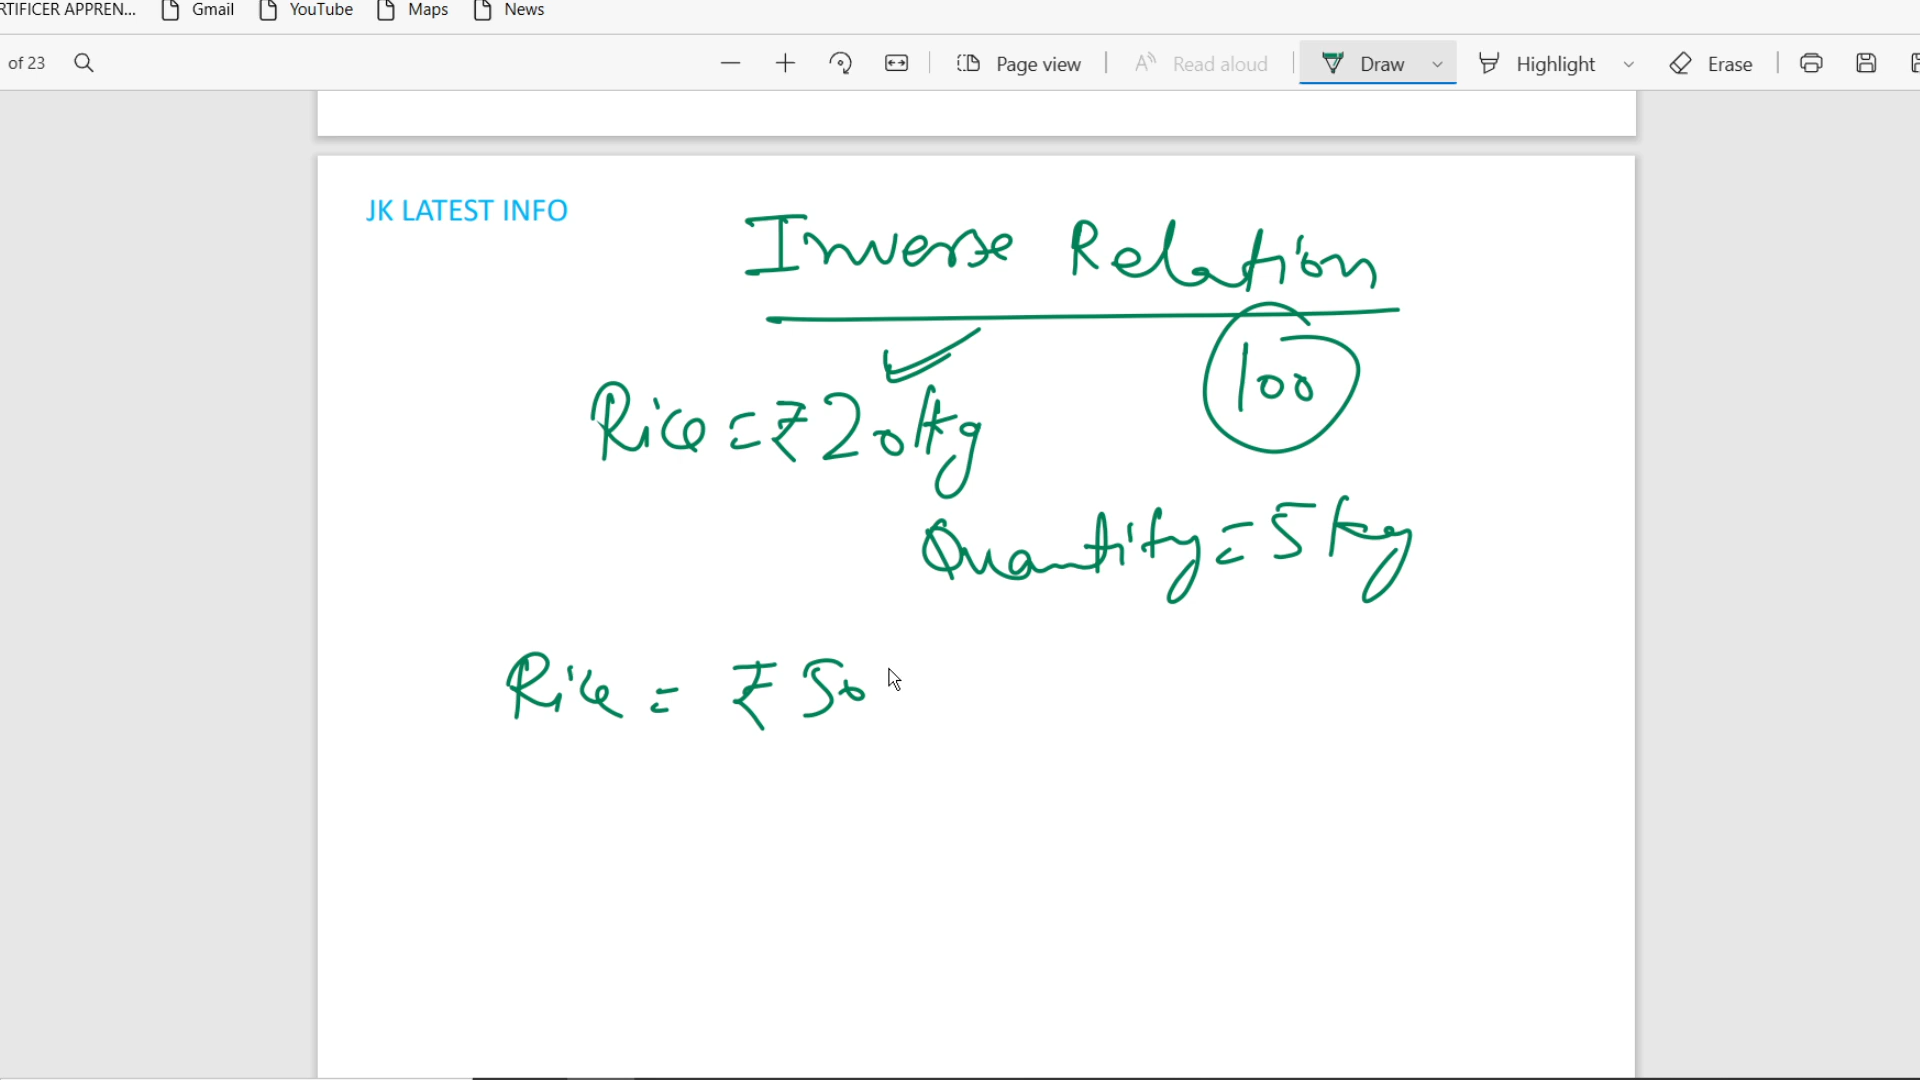 RTIFICER APPREN... Gmail YouTube Maps News
of 23 Page view Read aloud Draw Highlight Erase
JK LATEST INFO
Inverse Relation
100
Rice = ₹20/kg
Quantity = 5 kg
Rice = ₹ 50